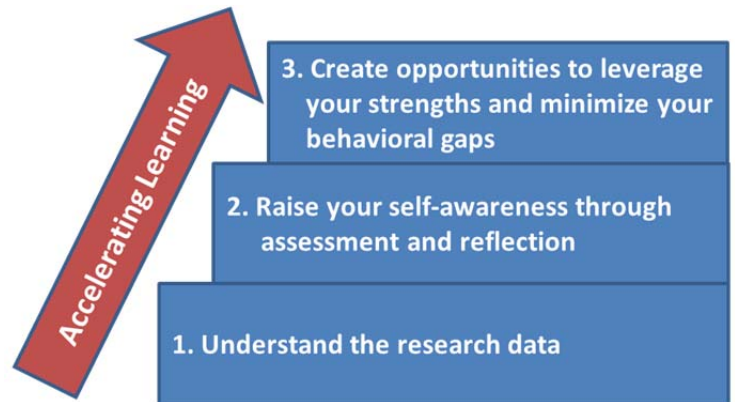 Accelerating Learning
3. Create opportunities to leverage
your strengths and minimize your
behavioral gaps
2. Raise your self-awareness through
assessment and reflection
1. Understand the research data